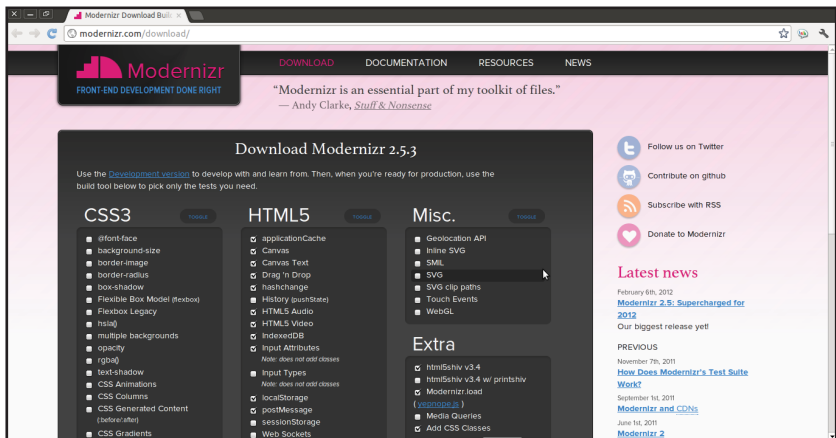 Modernizr Download Buil
modernizr.com/download/
Modernizr
FRONT-END DEVELOPMENT DONE RIGHT
DOWNLOAD DOCUMENTATION RESOURCES NEWS
“Modernizr is an essential part of my toolkit of files.”
— Andy Clarke, Stuff & Nonsense
Download Modernizr 2.5.3
Use the Development version to develop with and learn from. Then, when you're ready for production, use the
build tool below to pick only the tests you need.
CSS3 TOGGLE
@font-face
background-size
border-image
border-radius
box-shadow
Flexible Box Model (flexbox)
Flexbox Legacy
hsla()
multiple backgrounds
opacity
rgba()
text-shadow
CSS Animations
CSS Columns
CSS Generated Content
(:before/:after)
CSS Gradients
HTML5 TOGGLE
applicationCache
Canvas
Canvas Text
Drag 'n Drop
hashchange
History (pushState)
HTML5 Audio
HTML5 Video
IndexedDB
Input Attributes
Note: does not add classes
Input Types
Note: does not add classes
localStorage
postMessage
sessionStorage
Web Sockets
Misc. TOGGLE
Geolocation API
Inline SVG
SMIL
SVG
SVG clip paths
Touch Events
WebGL
Extra
html5shiv v3.4
html5shiv v3.4 w/ printshiv
Modernizr.load
(yepnope.js)
Media Queries
Add CSS Classes
Follow us on Twitter
Contribute on github
Subscribe with RSS
Donate to Modernizr
Latest news
February 6th, 2012
Modernizr 2.5: Supercharged for
2012
Our biggest release yet!
PREVIOUS
November 7th, 2011
How Does Modernizr's Test Suite
Work?
September 1st, 2011
Modernizr and CDNs
June 1st, 2011
Modernizr 2